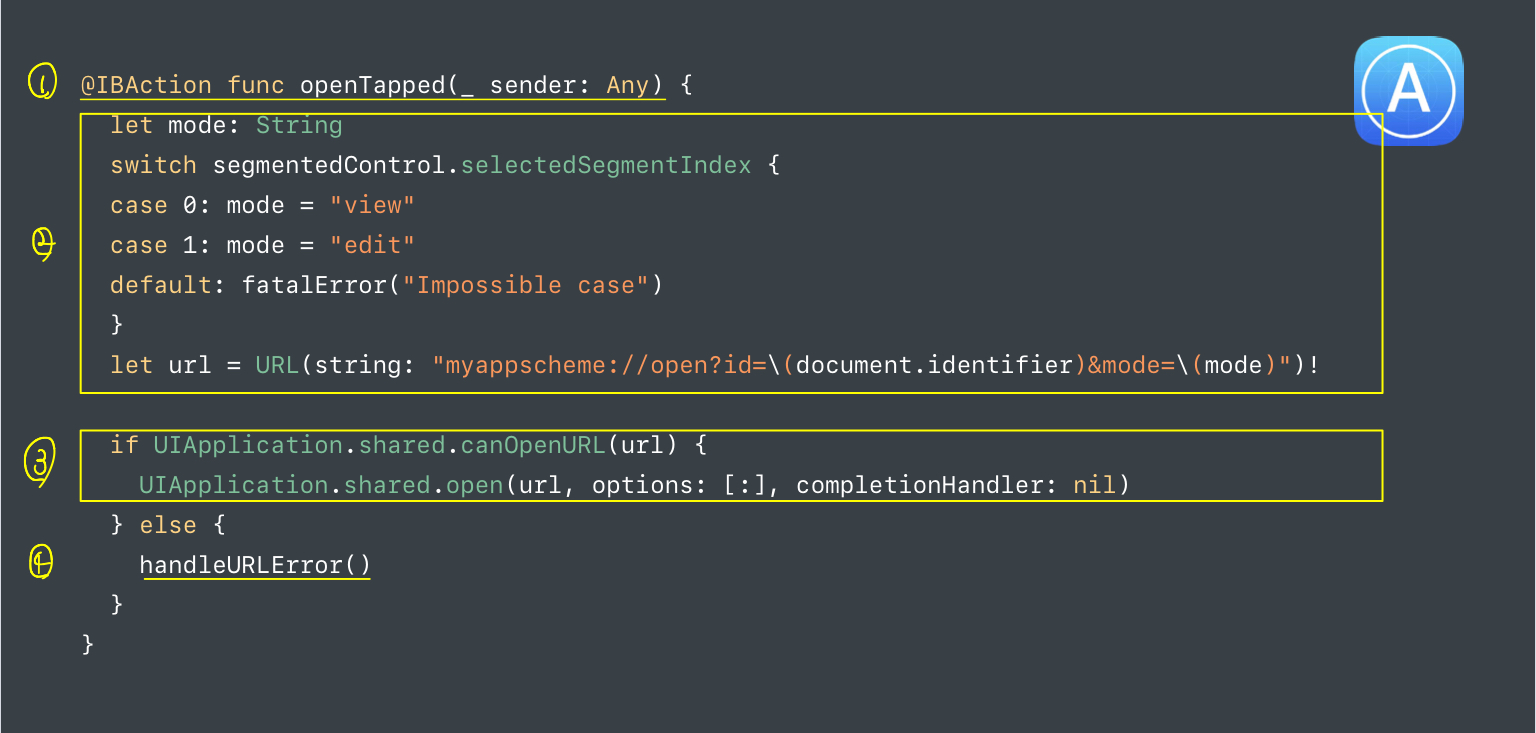 ① @IBAction func openTapped(_ sender: Any) {
let mode: String
switch segmentedControl.selectedSegmentIndex {
case 0: mode = "view"
② case 1: mode = "edit"
default: fatalError("Impossible case")
}
let url = URL(string: "myappscheme://open?id=\(document.identifier)&mode=\(mode)")!
③ if UIApplication.shared.canOpenURL(url) {
UIApplication.shared.open(url, options: [:], completionHandler: nil)
} else {
④ handleURLError()
}
}
A